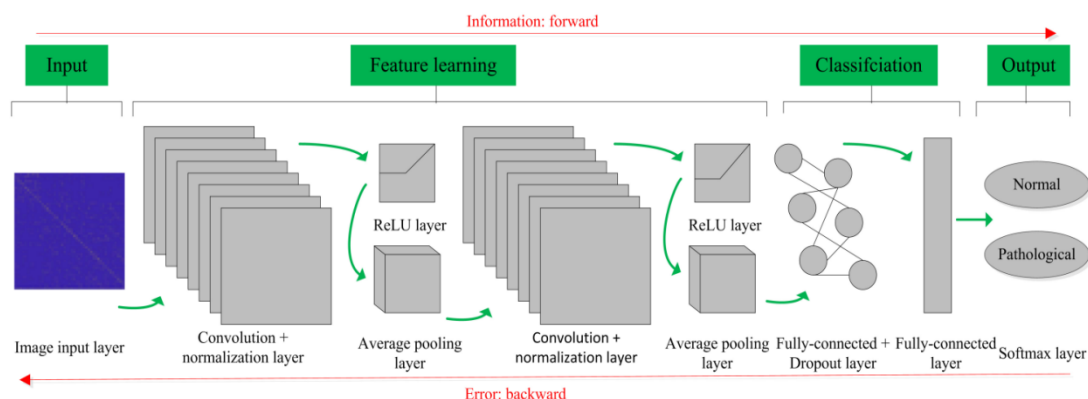 Information: forward
Input
Feature learning
Classifciation
Output
ReLU layer
ReLU layer
Normal
Pathological
Image input layer
Convolution +
normalization layer
Average pooling
layer
Convolution +
normalization layer
Average pooling
layer
Fully-connected +
Dropout layer
Fully-connected
layer
Softmax layer
Error: backward